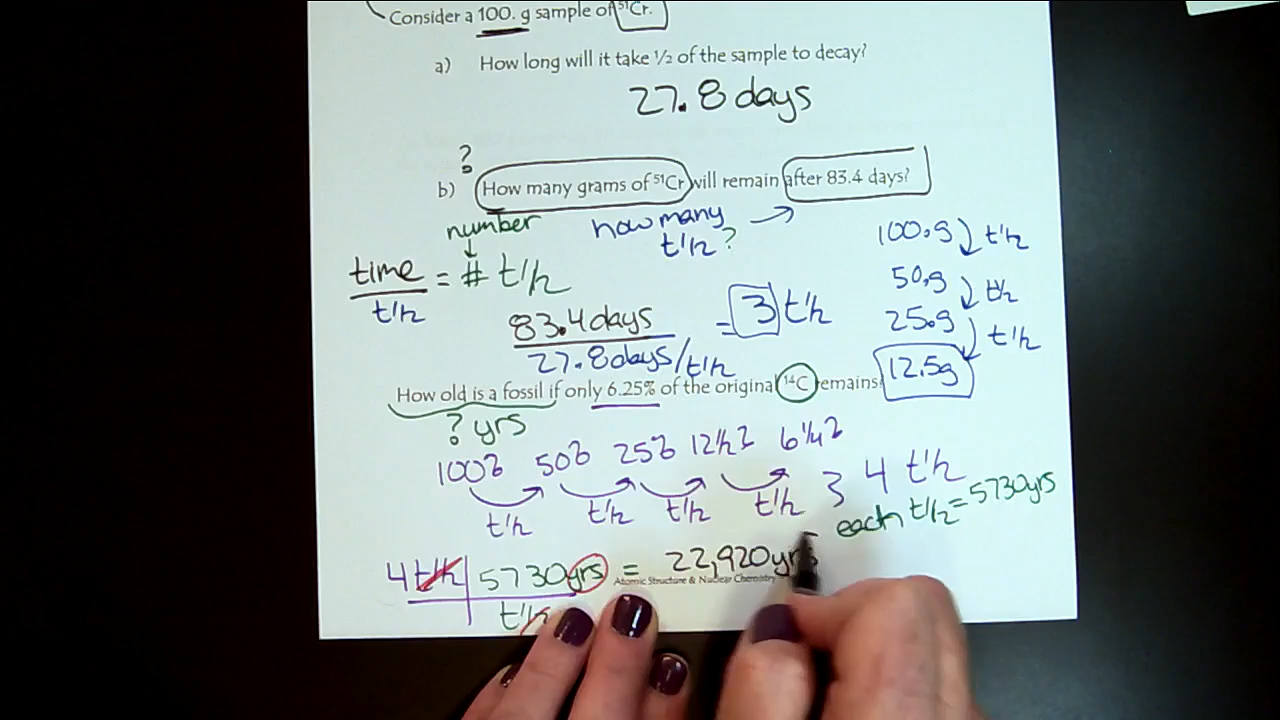 Consider a 100. g sample of ⁵¹Cr.
a) How long will it take ½ of the sample to decay?
27.8 days
?
b) How many grams of ⁵¹Cr will remain after 83.4 days?
number how many → 100.g t½
t½?
time/t½ = # t½ 50.g t½
83.4 days / 27.8 days/t½ = 3 t½ 25.g t½
12.5g
How old is a fossil if only 6.25% of the original ¹⁴C remains
? yrs
100% 50% 25% 12½% 6¼%
t½ t½ t½ t½ } 4 t½
each t½ = 5730yrs
4 t½ | 5730yrs = 22,920yrs
t½
Atomic Structure & Nuclear Chemistry